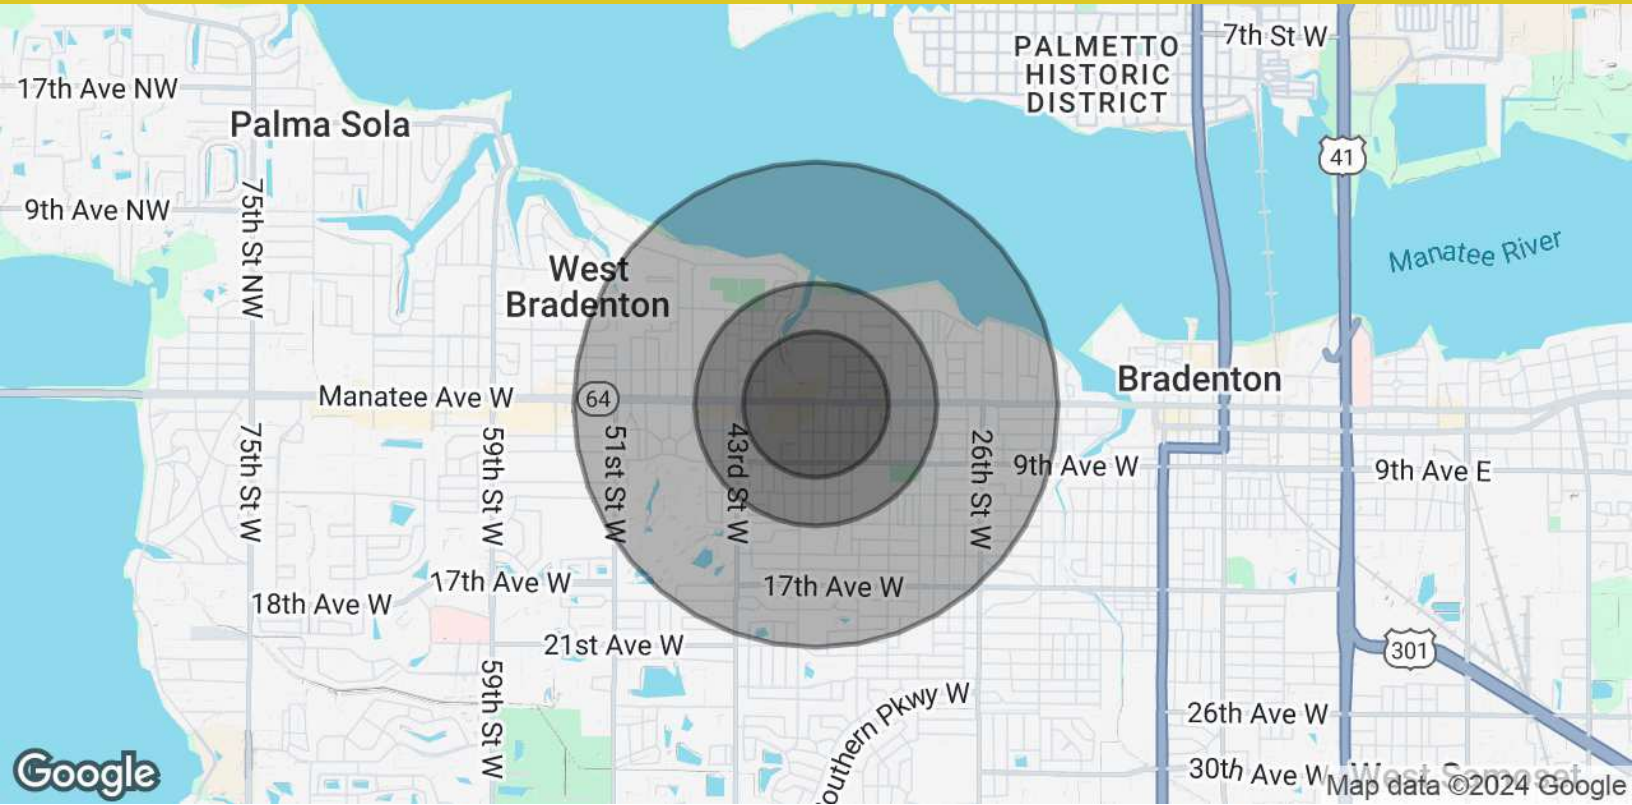 7th St W
PALMETTO
HISTORIC
DISTRICT
17th Ave NW
Palma Sola
41
9th Ave NW
75th St NW
Manatee River
West
Bradenton
Bradenton
Manatee Ave W
64
75th St W
59th St W
51st St W
43rd St W
26th St W
9th Ave W
9th Ave E
17th Ave W
17th Ave W
18th Ave W
21st Ave W
301
59th St W
outhern Pkwy W
26th Ave W
30th Ave W
West Samoset
Google
Map data ©2024 Google